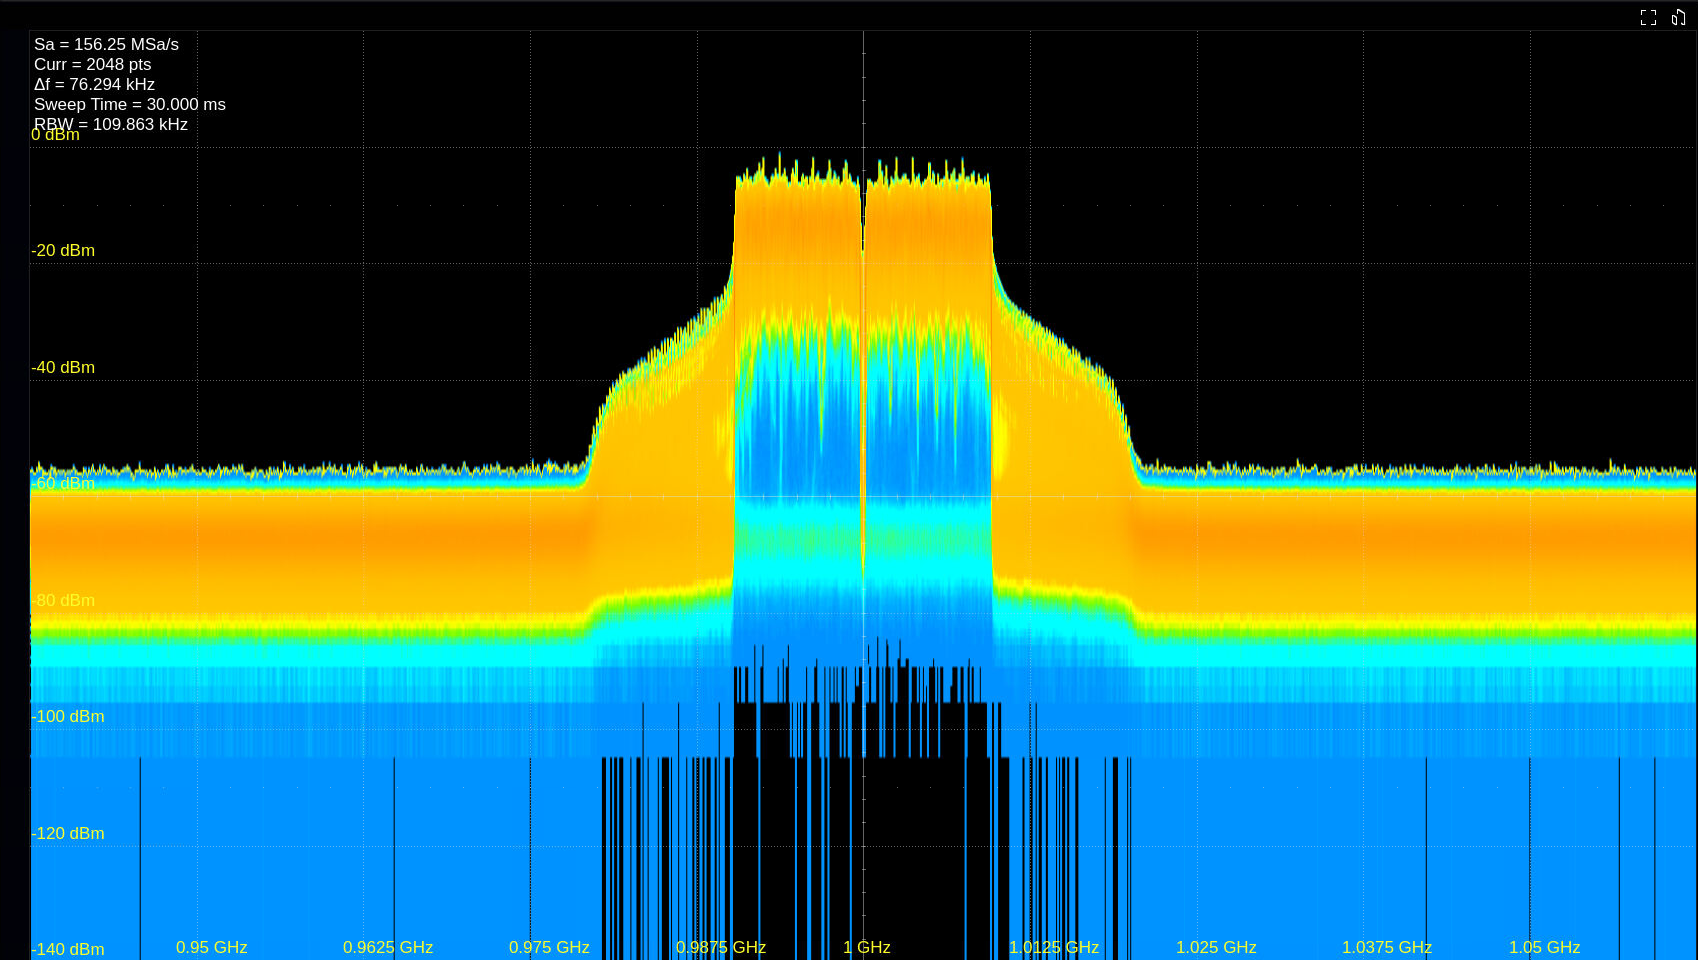 Sa = 156.25 MSa/s
Curr = 2048 pts
Δf = 76.294 kHz
Sweep Time = 30.000 ms
RBW = 109.863 kHz
0 dBm
-20 dBm
-40 dBm
-60 dBm
-80 dBm
-100 dBm
-120 dBm
-140 dBm
0.95 GHz
0.9625 GHz
0.975 GHz
0.9875 GHz
1 GHz
1.0125 GHz
1.025 GHz
1.0375 GHz
1.05 GHz